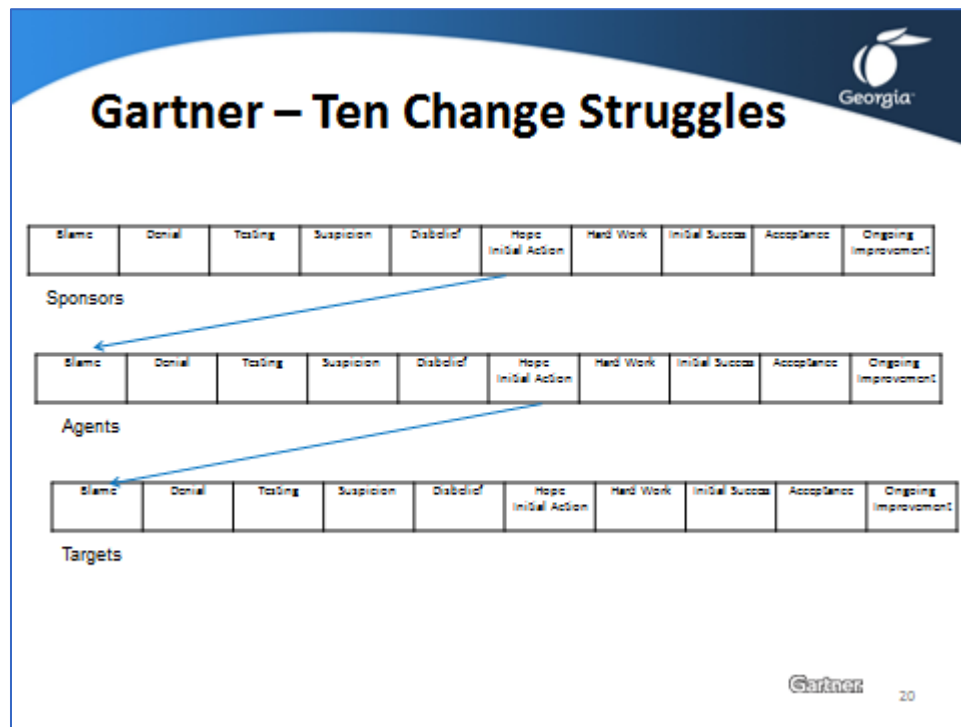 Georgia
Gartner – Ten Change Struggles
Blame Denial Testing Suspicion Disbelief Hope Hard Work Initial Success Acceptance Ongoing
Initial Action Improvement
Sponsors
Blame Denial Testing Suspicion Disbelief Hope Hard Work Initial Success Acceptance Ongoing
Initial Action Improvement
Agents
Blame Denial Testing Suspicion Disbelief Hope Hard Work Initial Success Acceptance Ongoing
Initial Action Improvement
Targets
Gartner
20